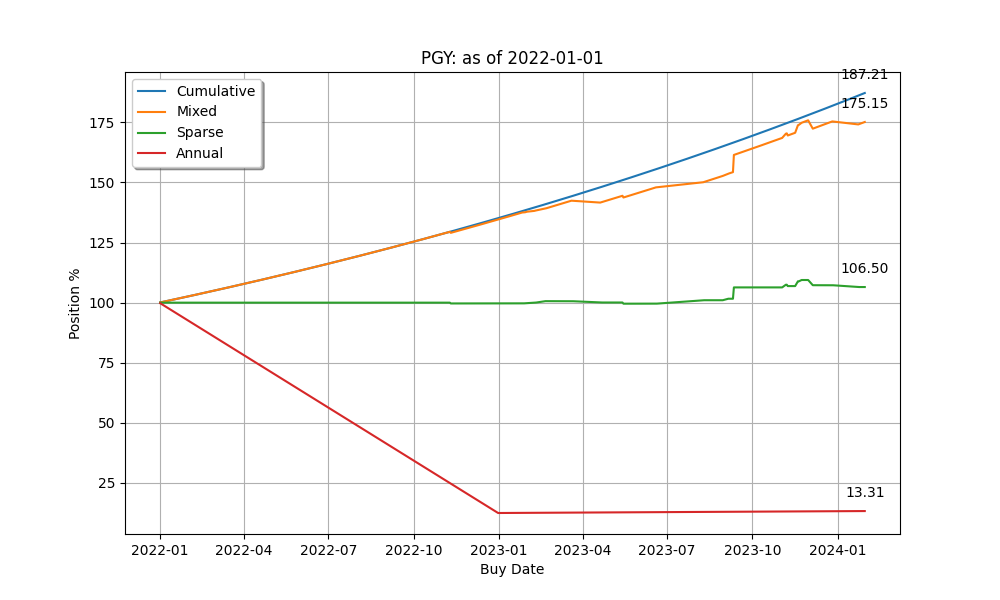 PGY: as of 2022-01-01
187.21
175.15
106.50
13.31
Cumulative
Mixed
Sparse
Annual
Position %
175
150
125
100
75
50
25
2022-01
2022-04
2022-07
2022-10
2023-01
2023-04
2023-07
2023-10
2024-01
Buy Date